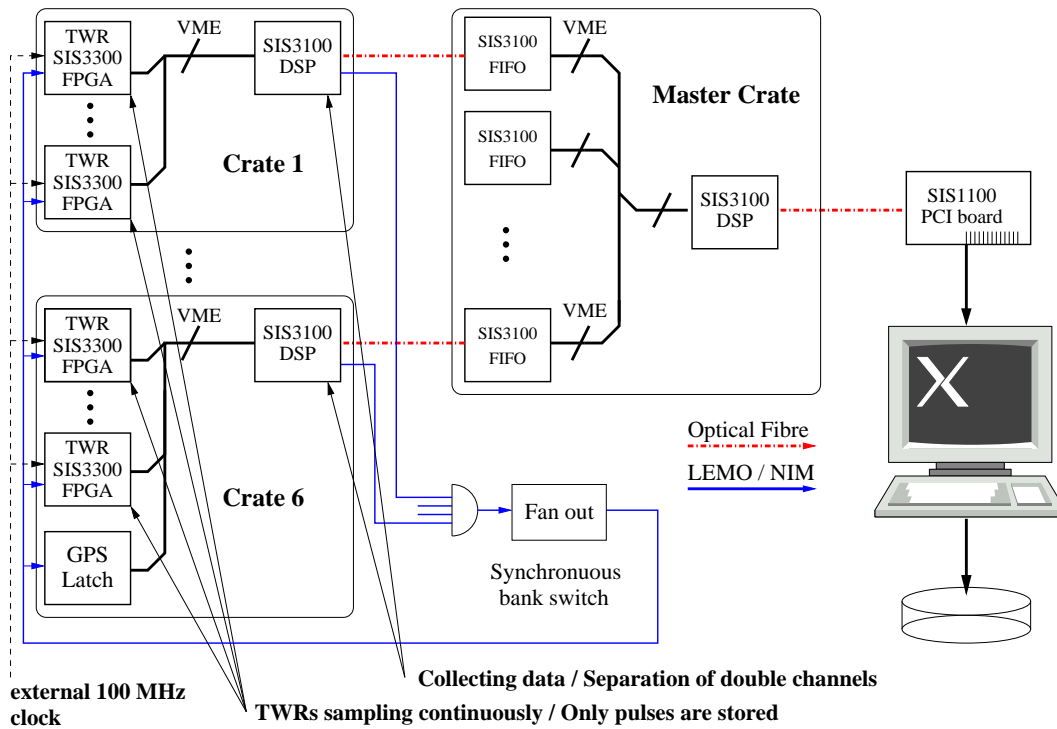 TWR
SIS3300
FPGA
TWR
SIS3300
FPGA
VME
SIS3100
DSP
Crate 1
SIS3100
FIFO
VME
SIS3100
FIFO
Master Crate
SIS3100
DSP
SIS3100
FIFO
VME
SIS1100
PCI board
TWR
SIS3300
FPGA
TWR
SIS3300
FPGA
GPS
Latch
VME
SIS3100
DSP
Crate 6
Optical Fibre
LEMO / NIM
Fan out
Synchronuous
bank switch
X
Collecting data / Separation of double channels
external 100 MHz
clock
TWRs sampling continuously / Only pulses are stored